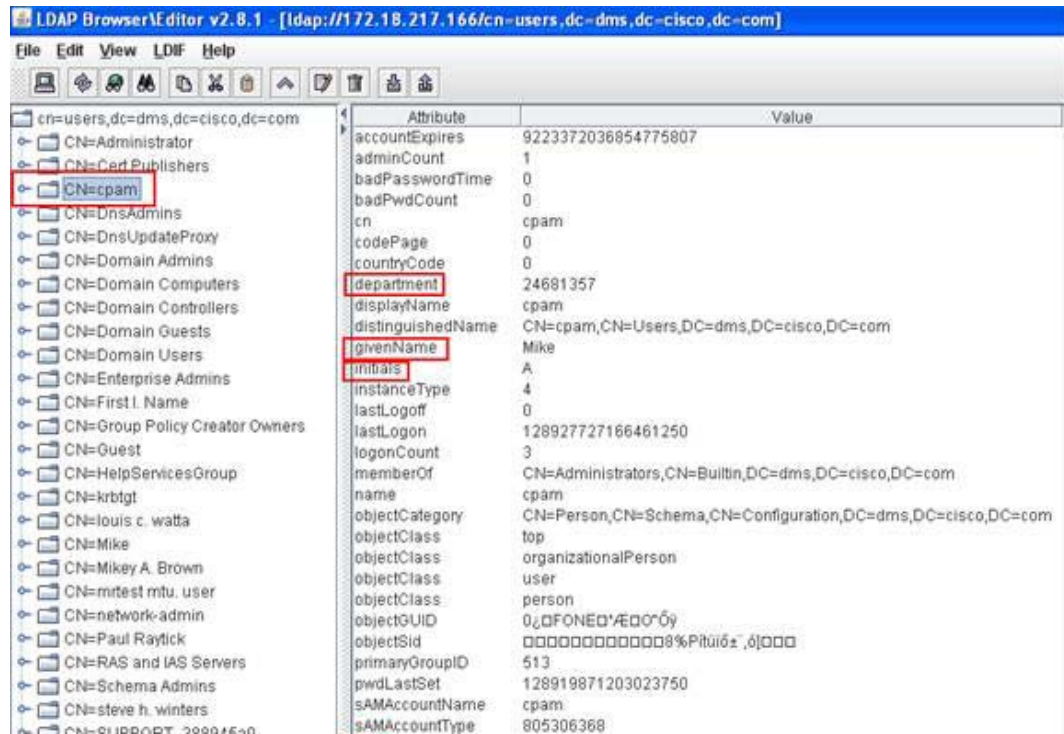 LDAP Browser\Editor v2.8.1 - [ldap://172.18.217.166/cn=users,dc=dms,dc=cisco,dc=com]
File Edit View LDIF Help
cn=users,dc=dms,dc=cisco,dc=com
CN=Administrator
CN=Cert Publishers
CN=cpam
CN=DnsAdmins
CN=DnsUpdateProxy
CN=Domain Admins
CN=Domain Computers
CN=Domain Controllers
CN=Domain Guests
CN=Domain Users
CN=Enterprise Admins
CN=First I. Name
CN=Group Policy Creator Owners
CN=Guest
CN=HelpServicesGroup
CN=krbtgt
CN=louis c. watta
CN=Mike
CN=Mikey A. Brown
CN=mrtest mtu. user
CN=network-admin
CN=Paul Raytick
CN=RAS and IAS Servers
CN=Schema Admins
CN=steve h. winters
Attribute Value
accountExpires 9223372036854775807
adminCount 1
badPasswordTime 0
badPwdCount 0
cn cpam
codePage 0
countryCode 0
department 24681357
displayName cpam
distinguishedName CN=cpam,CN=Users,DC=dms,DC=cisco,DC=com
givenName Mike
initials A
instanceType 4
lastLogoff 0
lastLogon 128927727166461250
logonCount 3
memberOf CN=Administrators,CN=Builtin,DC=dms,DC=cisco,DC=com
name cpam
objectCategory CN=Person,CN=Schema,CN=Configuration,DC=dms,DC=cisco,DC=com
objectClass top
objectClass organizationalPerson
objectClass user
objectClass person
objectGUID
objectSid
primaryGroupID 513
pwdLastSet 128919871203023750
sAMAccountName cpam
sAMAccountType 805306368